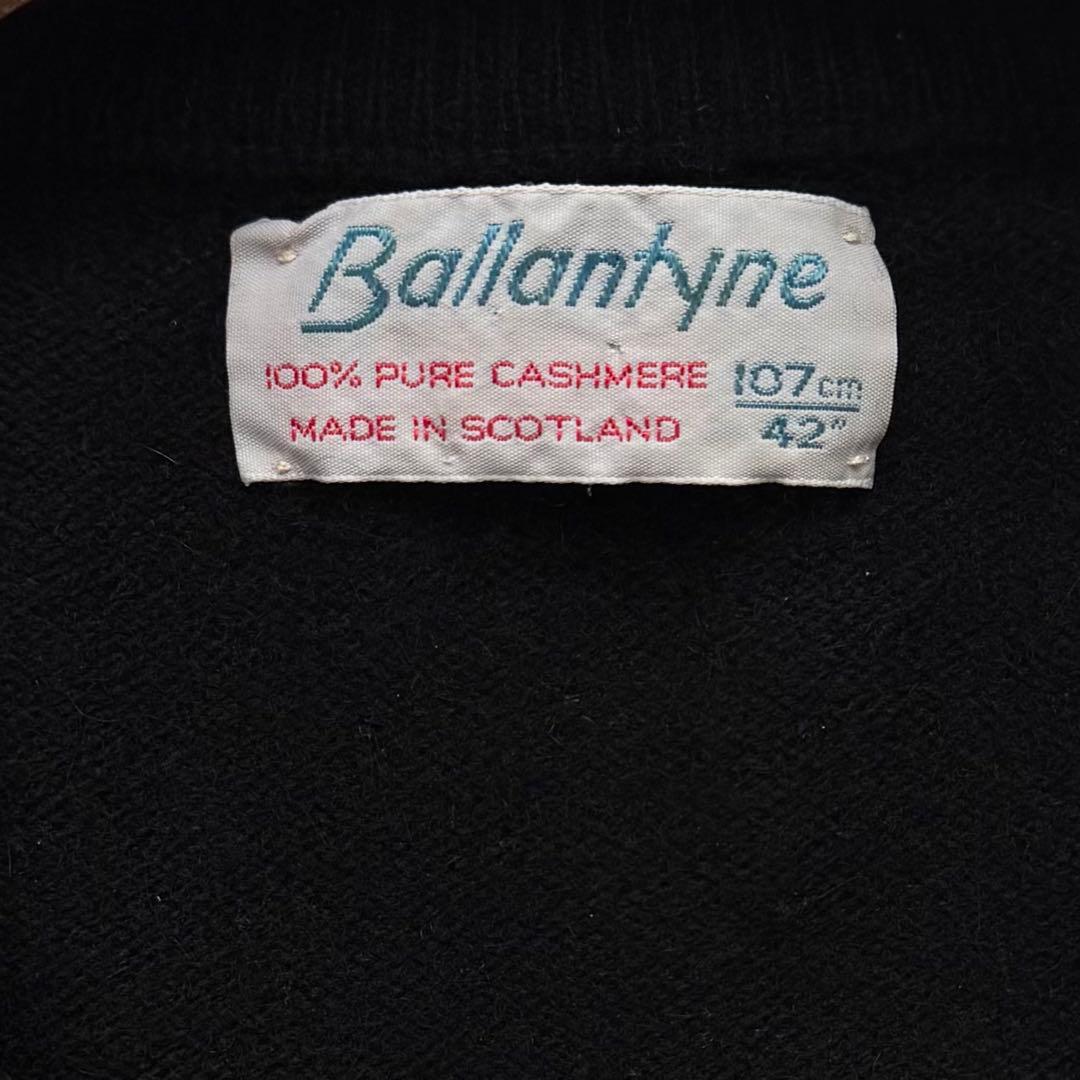 Ballantyne
100% PURE CASHMERE 107cm
MADE IN SCOTLAND 42"